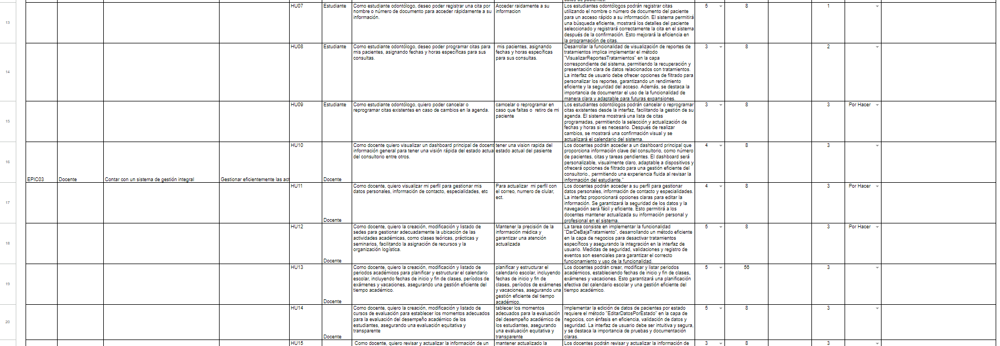 datos de pacientes.
13
HU07
Estudiante
Como estudiante odontólogo, deseo poder registrar una cita por
nombre o número de documento para acceder rápidamente a su
información.
Acceder raidamente a su
informacion
Los estudiantes odontólogos podrán registrar citas
utilizando el nombre o número de documento del paciente
para un acceso rápido a su información. El sistema permitirá
una búsqueda eficiente, mostrará los detalles del paciente
seleccionado y registrará correctamente la cita en el sistema
después de la confirmación. Esto mejorará la eficiencia en
la programación de citas.
5
8
1
14
HU08
Estudiante
Como estudiante odontólogo, deseo poder programar citas para
mis pacientes, asignando fechas y horas específicas para sus
consultas.
mis pacientes, asignando
fechas y horas específicas
para sus consultas.
Desarrollar la funcionalidad de visualización de reportes de
tratamientos implica implementar el método
"VisualizarReportesTratamientos" en la capa
correspondiente del sistema, permitiendo la recuperación y
presentación clara de datos relacionados con tratamientos.
La interfaz de usuario debe ofrecer opciones de filtrado para
personalizar los reportes, garantizando un rendimiento
eficiente y la seguridad del acceso. Además, se destaca la
importancia de documentar el uso de la funcionalidad de
manera clara y adaptable para futuras expansiones.
3
8
2
15
HU09
Estudiante
Como estudiante odontólogo, quiero poder cancelar o
reprogramar citas existentes en caso de cambios en la agenda.
camcelar o reprogramar en
caso que faltas o  retiro de mi
paciente
Los estudiantes odontólogos podrán cancelar o reprogramar
citas existentes desde la interfaz, facilitando la gestión de su
agenda. El sistema mostrará una lista de citas
programadas, permitiendo la selección y actualización de
fechas y horas si es necesario. Después de realizar
cambios, se mostrará una confirmación visual y se
actualizará el calendario del sistema.
3
8
3
Por Hacer
16
EPIC03
Docente
Contar con un sistema de gestión integral
Gestionar eficientemente las act
HU10
Docente
Como docente quiero visualizar un dashboard principal de docent
información general para tener una visión rápida del estado actua
del consultorio entre otros.
tener una vision rapida del
estado actual del pasiente
Los docentes podrán acceder a un dashboard principal que
proporciona información clave del consultorio, como número
de pacientes, citas y tareas pendientes. El dashboard será
personalizable, visualmente claro, adaptable a dispositivos y
ofrecerá opciones de filtrado para una gestión eficiente del
consultorio., permitiendo una experiencia fluida al revisar la
información del estudiante."
4
8
3
17
HU11
Docente
Como docente, quiero visualizar mi perfil para gestionar mis
datos personales, información de contacto, especialidades, etc
Para actualizar  mi perfil con
el correo, numero de clular,
ect.
Los docentes podrán acceder a su perfil para gestionar
datos personales, información de contacto y especialidades.
La interfaz proporcionará opciones claras para editar la
información. Se garantizará la seguridad de los datos y la
navegación será fácil y eficiente. Esto permitirá a los
docentes mantener actualizada su información personal y
profesional en el sistema.
4
8
3
Por Hacer
18
HU12
Docente
Como docente, quiero la creación, modificación y listado de
sedes para gestionar adecuadamente la ubicación de las
actividades académicas, como clases teóricas, prácticas y
seminarios, facilitando la asignación de recursos y la
organización logística.
Mantener la precisión de la
información médica y
garantizar una atención
actualizada
La tarea consiste en implementar la funcionalidad
"DarDeBajaTratamiento", desarrollando un método eficiente
en la capa de negocios para desactivar tratamientos
específicos y asegurando la integración en la interfaz de
usuario. Medidas de seguridad, validaciones y registro de
eventos son esenciales para garantizar el correcto
funcionamiento y uso de la funcionalidad.
5
8
3
Por Hacer
19
HU13
Docente
Como docente, quiero la creación, modificación y listado de
periodos académicos para planificar y estructurar el calendario
escolar, incluyendo fechas de inicio y fin de clases, períodos de
exámenes y vacaciones, asegurando una gestión eficiente del
tiempo académico.
planificar y estructurar el
calendario escolar, incluyendo
fechas de inicio y fin de
clases, períodos de exámenes
y vacaciones, asegurando una
gestión eficiente del tiempo
académico.
Los docentes podrán crear, modificar y listar periodos
académicos, estableciendo fechas de inicio y fin de clases,
exámenes y vacaciones. Esto garantizará una planificación
efectiva del calendario escolar y una gestión eficiente del
tiempo académico.
5
56
3
20
HU14
Docente
Como docente, quiero la creación, modificación y listado de
cursos de evaluación para establecer los momentos adecuados
para la evaluación del desempeño académico de los
estudiantes, asegurando una evaluación equitativa y
transparente
tablecer los momentos
adecuados para la evaluación
del desempeño académico de
los estudiantes, asegurando
una evaluación equitativa y
transparente
Implementar la edición de datos de pacientes por estado
requiere el método "EditarDatosPorEstado" en la capa de
negocios, con énfasis en eficiencia, validación de datos y
seguridad. La interfaz de usuario debe ser intuitiva y segura,
y se destaca la importancia de pruebas y documentación
claras.
5
8
3
HU15
Como docente, quiero revisar y actualizar la información de un
mantener actualizado la
Los docentes podrán revisar y actualizar la información de
3
8
3